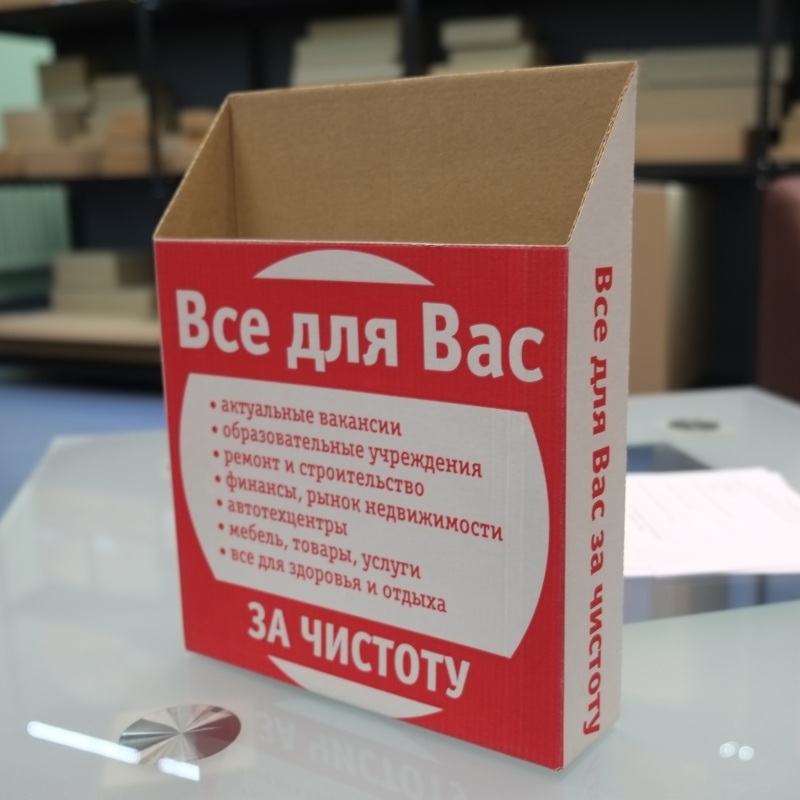 Все для Вас
• актуальные вакансии
• образовательные учреждения
• ремонт и строительство
• финансы, рынок недвижимости
• автотехцентры
• мебель, товары, услуги
• все для здоровья и отдыха
ЗА ЧИСТОТУ
Все для Вас за чистоту